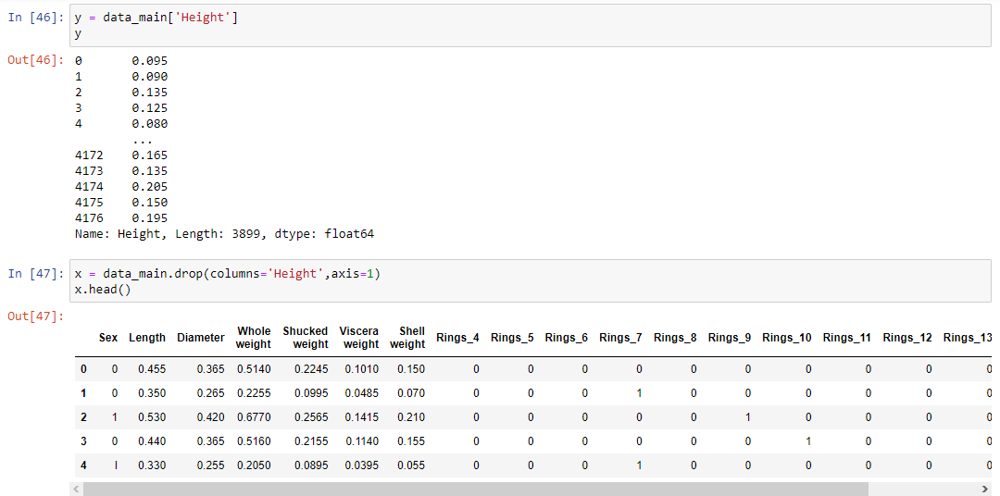 In [46]: y = data_main['Height']
y
Out[46]: 0 0.095
1 0.090
2 0.135
3 0.125
4 0.080
...
4172 0.165
4173 0.135
4174 0.205
4175 0.150
4176 0.195
Name: Height, Length: 3899, dtype: float64
In [47]: x = data_main.drop(columns='Height',axis=1)
x.head()
Out[47]:
Sex Length Diameter Whole weight Shucked weight Viscera weight Shell weight Rings_4 Rings_5 Rings_6 Rings_7 Rings_8 Rings_9 Rings_10 Rings_11 Rings_12 Rings_13
0 0 0.455 0.365 0.5140 0.2245 0.1010 0.150 0 0 0 0 0 0 0 0 0 0
1 0 0.350 0.265 0.2255 0.0995 0.0485 0.070 0 0 0 1 0 0 0 0 0 0
2 1 0.530 0.420 0.6770 0.2565 0.1415 0.210 0 0 0 0 0 1 0 0 0 0
3 0 0.440 0.365 0.5160 0.2155 0.1140 0.155 0 0 0 0 0 0 1 0 0 0
4 I 0.330 0.255 0.2050 0.0895 0.0395 0.055 0 0 0 1 0 0 0 0 0 0